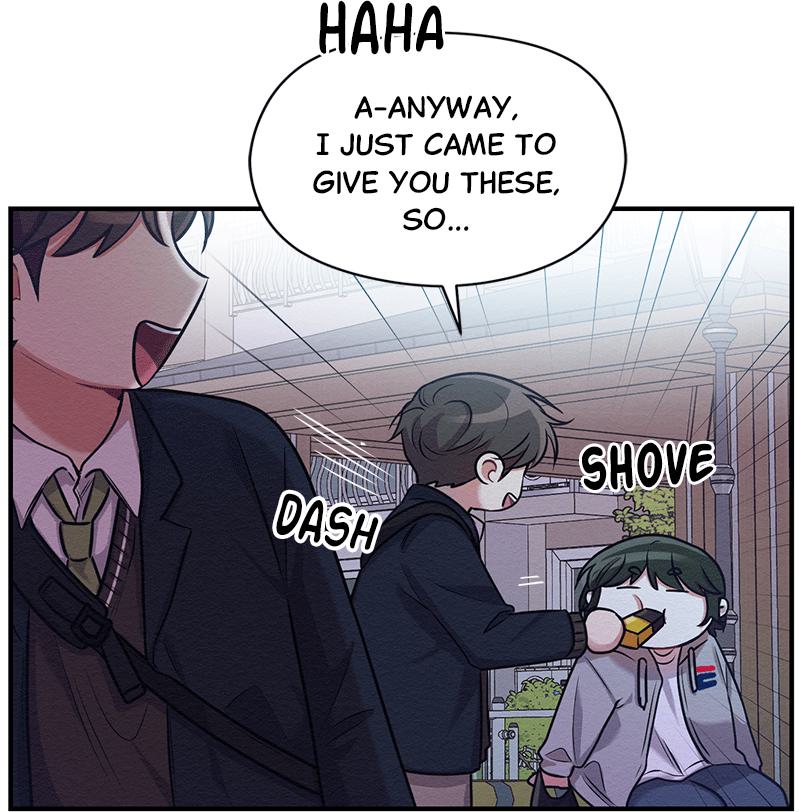 HAHA
A-ANYWAY,
I JUST CAME TO
GIVE YOU THESE,
SO...
SHOVE
DASH